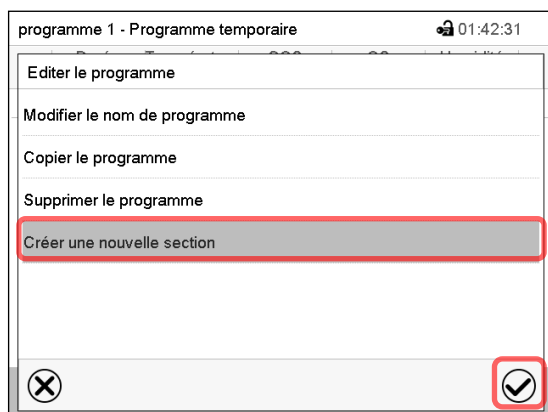 programme 1 - Programme temporaire 01:42:31
Editer le programme
Modifier le nom de programme
Copier le programme
Supprimer le programme
Créer une nouvelle section